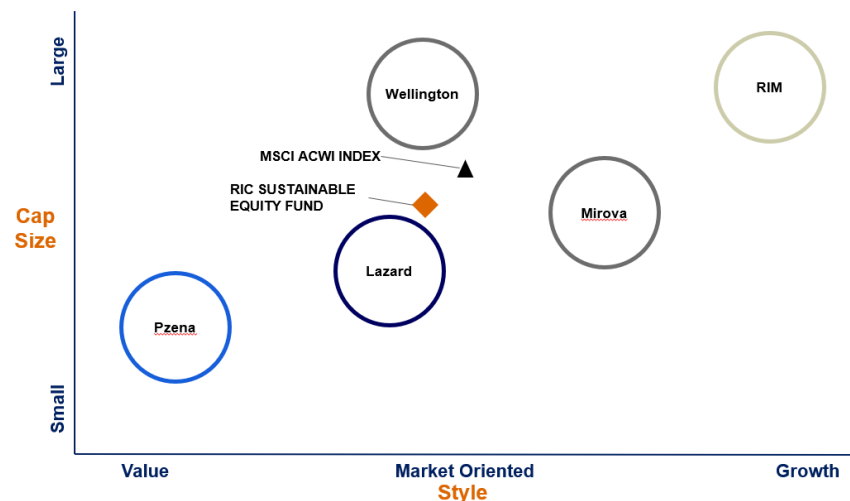 Large
Wellington
RIM
MSCI ACWI INDEX
RIC SUSTAINABLE
EQUITY FUND
Cap
Size
Mirova
Lazard
Pzena
Small
Value
Market Oriented
Growth
Style